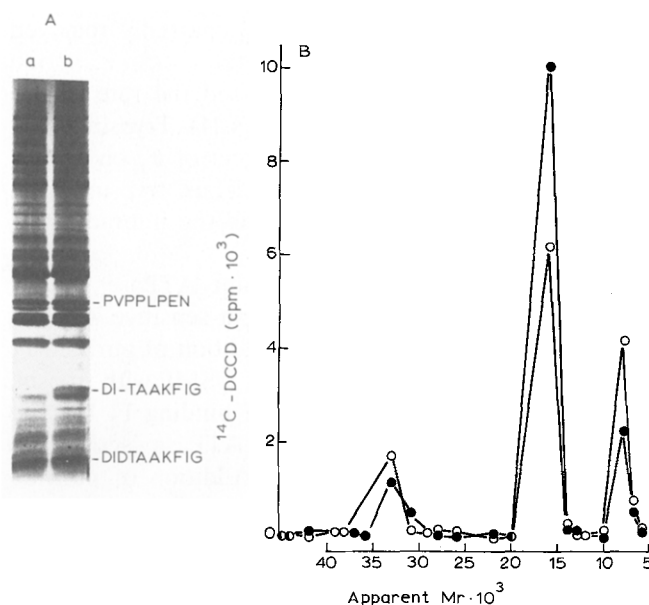 A
a b
-PVPPLPEN
-DI-TAAKFIG
-DIDTAAKFIG
B
10
8
6
4
2
0
40 35 30 25 20 15 10
¹⁴C-DCCD (cpm·10³)
Apparent Mr·10³